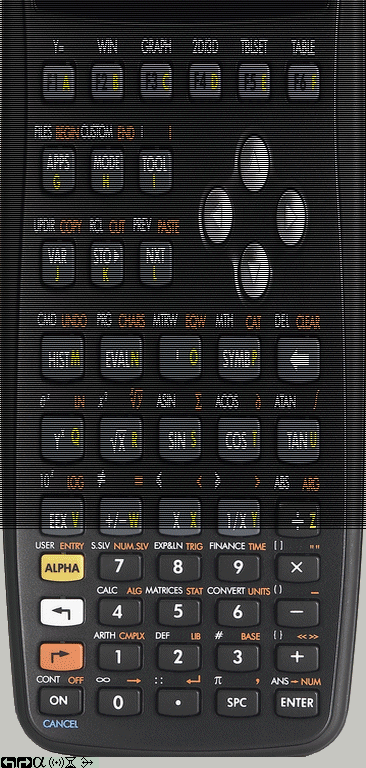 Y= WIN GRAPH 2D/3D TBLSET TABLE
F1 A F2 B F3 C F4 D F5 E F6 F
FILES BEGIN CUSTOM END i I
APPS MODE TOOL
G H I
UPDIR COPY RCL CUT PREV PASTE
VAR STO▶ NXT
J K L
CMD UNDO PRG CHARS MTRW EQW MTH CAT DEL CLEAR
HIST M EVAL N ' O SYMB P ←
eˣ lN x² ∛y ASIN Σ ACOS ∂ ATAN ∫
Yˣ Q √X R SIN S COS T TAN U
10ˣ LOG ≠ = ≤ < ≥ > ABS ARG
EEX V +/− W X X 1/X Y ÷ Z
USER ENTRY S.SLV NUM.SLV EXP&LN TRIG FINANCE TIME [ ] " "
ALPHA 7 8 9 ×
CALC ALG MATRICES STAT CONVERT UNITS ( ) _
4 5 6 −
ARITH CMPLX DEF LIB # BASE { } « »
1 2 3 +
CONT OFF ∞ → : : ↵ π , ANS → NUM
ON 0 . SPC ENTER
CANCEL